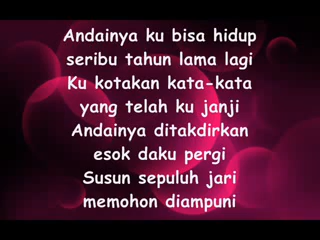 Andainya ku bisa hidup
seribu tahun lama lagi
Ku kotakan kata-kata
yang telah ku janji
Andainya ditakdirkan
esok daku pergi
Susun sepuluh jari
memohon diampuni